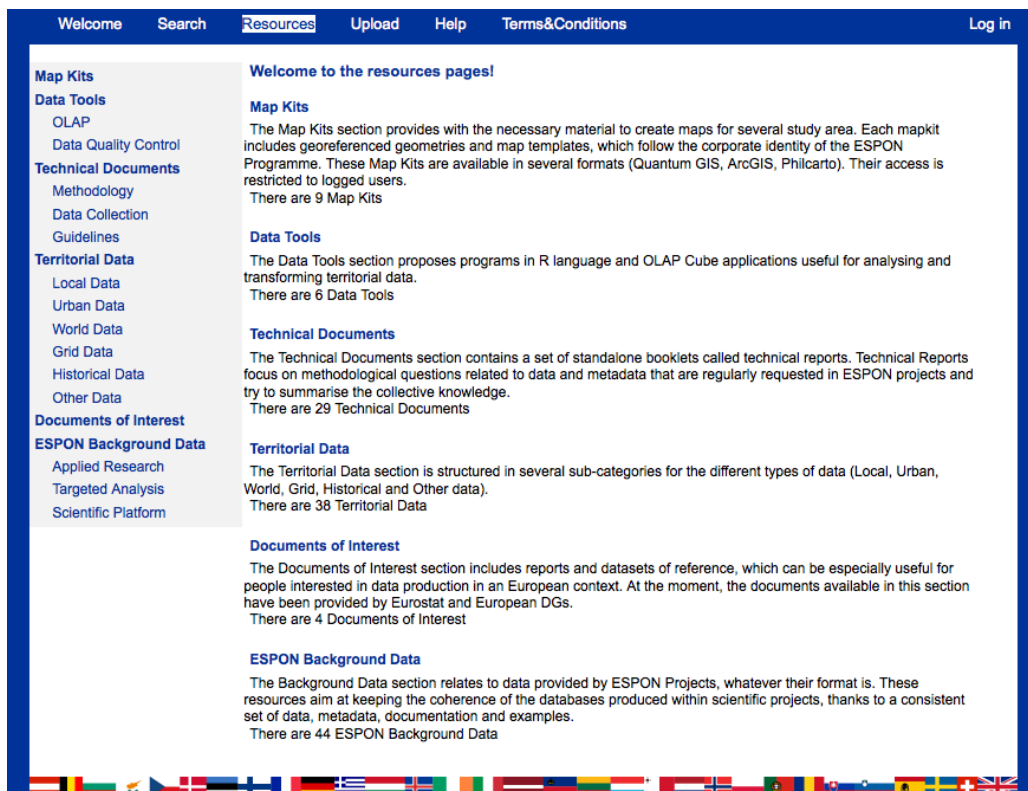 Welcome Search Resources Upload Help Terms&Conditions Log in
Map Kits
Data Tools
OLAP
Data Quality Control
Technical Documents
Methodology
Data Collection
Guidelines
Territorial Data
Local Data
Urban Data
World Data
Grid Data
Historical Data
Other Data
Documents of Interest
ESPON Background Data
Applied Research
Targeted Analysis
Scientific Platform
Welcome to the resources pages!
Map Kits
The Map Kits section provides with the necessary material to create maps for several study area. Each mapkit
includes georeferenced geometries and map templates, which follow the corporate identity of the ESPON
Programme. These Map Kits are available in several formats (Quantum GIS, ArcGIS, Philcarto). Their access is
restricted to logged users.
There are 9 Map Kits
Data Tools
The Data Tools section proposes programs in R language and OLAP Cube applications useful for analysing and
transforming territorial data.
There are 6 Data Tools
Technical Documents
The Technical Documents section contains a set of standalone booklets called technical reports. Technical Reports
focus on methodological questions related to data and metadata that are regularly requested in ESPON projects and
try to summarise the collective knowledge.
There are 29 Technical Documents
Territorial Data
The Territorial Data section is structured in several sub-categories for the different types of data (Local, Urban,
World, Grid, Historical and Other data).
There are 38 Territorial Data
Documents of Interest
The Documents of Interest section includes reports and datasets of reference, which can be especially useful for
people interested in data production in an European context. At the moment, the documents available in this section
have been provided by Eurostat and European DGs.
There are 4 Documents of Interest
ESPON Background Data
The Background Data section relates to data provided by ESPON Projects, whatever their format is. These
resources aim at keeping the coherence of the databases produced within scientific projects, thanks to a consistent
set of data, metadata, documentation and examples.
There are 44 ESPON Background Data